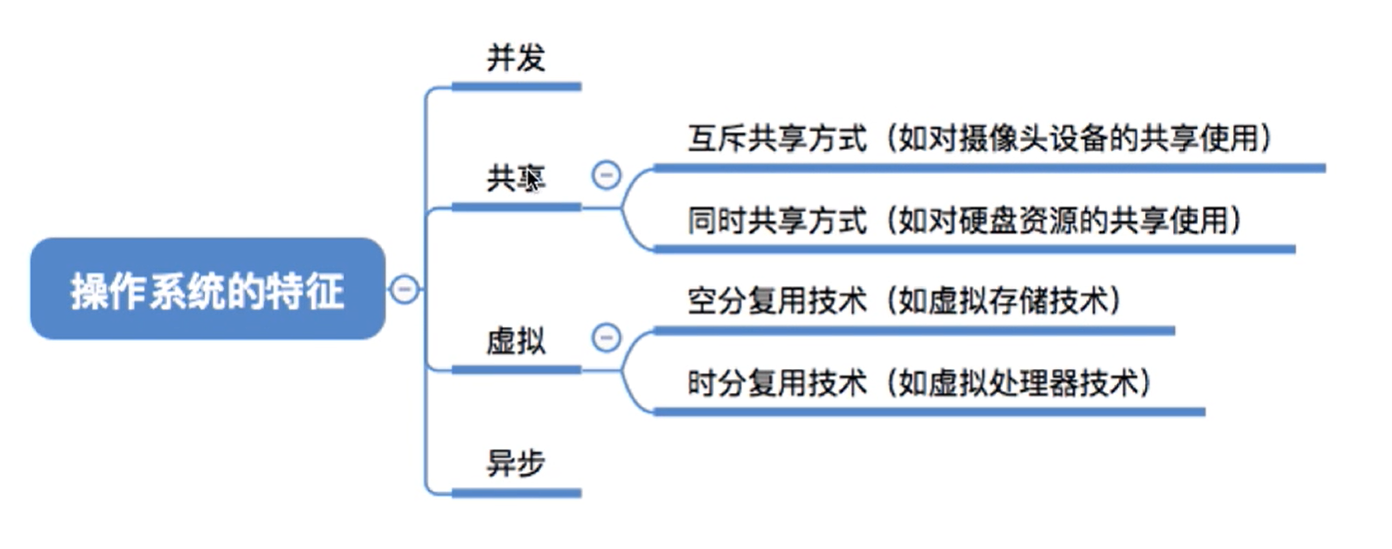 操作系统的特征
并发
共享
互斥共享方式（如对摄像头设备的共享使用）
同时共享方式（如对硬盘资源的共享使用）
虚拟
空分复用技术（如虚拟存储技术）
时分复用技术（如虚拟处理器技术）
异步